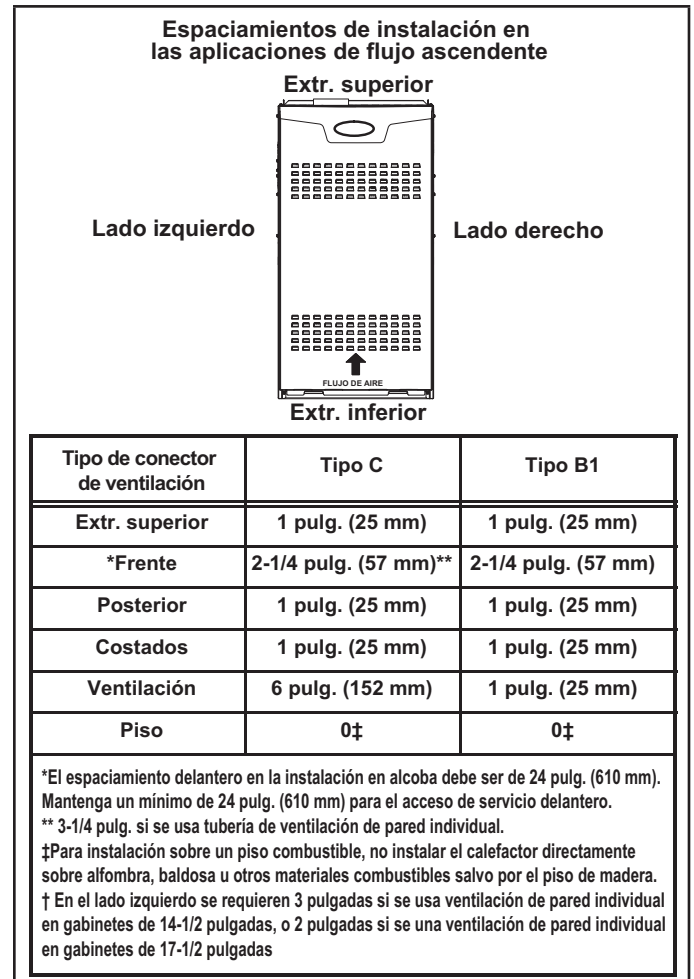 Espaciamientos de instalación en
las aplicaciones de flujo ascendente
Extr. superior
Lado izquierdo
Lado derecho
FLUJO DE AIRE
Extr. inferior
Tipo de conector
de ventilación
Tipo C
Tipo B1
Extr. superior
1 pulg. (25 mm)
1 pulg. (25 mm)
*Frente
2-1/4 pulg. (57 mm)**
2-1/4 pulg. (57 mm)
Posterior
1 pulg. (25 mm)
1 pulg. (25 mm)
Costados
1 pulg. (25 mm)
1 pulg. (25 mm)
Ventilación
6 pulg. (152 mm)
1 pulg. (25 mm)
Piso
0‡
0‡
*El espaciamiento delantero en la instalación en alcoba debe ser de 24 pulg. (610 mm).
Mantenga un mínimo de 24 pulg. (610 mm) para el acceso de servicio delantero.
** 3-1/4 pulg. si se usa tubería de ventilación de pared individual.
‡Para instalación sobre un piso combustible, no instalar el calefactor directamente
sobre alfombra, baldosa u otros materiales combustibles salvo por el piso de madera.
† En el lado izquierdo se requieren 3 pulgadas si se usa ventilación de pared individual
en gabinetes de 14-1/2 pulgadas, o 2 pulgadas si se una ventilación de pared individual
en gabinetes de 17-1/2 pulgadas